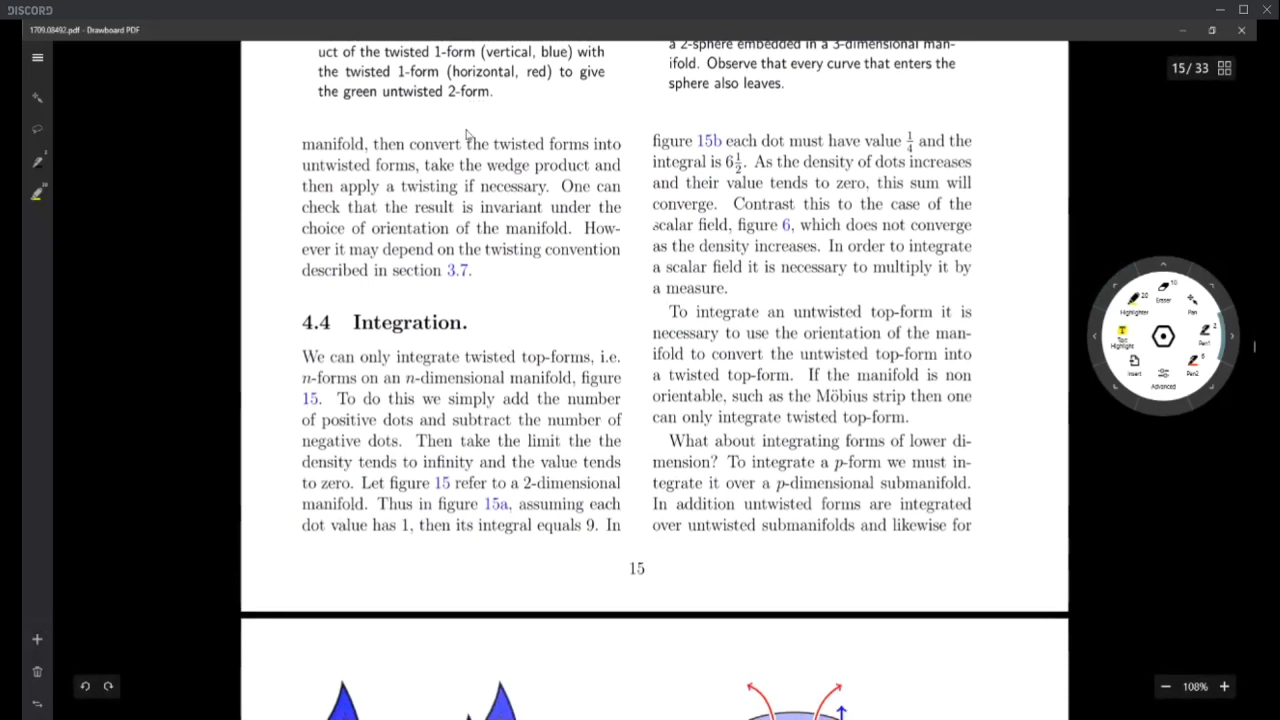 DISCORD
1709.08492.pdf - Drawboard PDF
15/33
uct of the twisted 1-form (vertical, blue) with
the twisted 1-form (horizontal, red) to give
the green untwisted 2-form.
a 2-sphere embedded in a 3-dimensional man-
ifold. Observe that every curve that enters the
sphere also leaves.
manifold, then convert the twisted forms into
untwisted forms, take the wedge product and
then apply a twisting if necessary. One can
check that the result is invariant under the
choice of orientation of the manifold. How-
ever it may depend on the twisting convention
described in section 3.7.
4.4 Integration.
We can only integrate twisted top-forms, i.e.
n-forms on an n-dimensional manifold, figure
15. To do this we simply add the number
of positive dots and subtract the number of
negative dots. Then take the limit the the
density tends to infinity and the value tends
to zero. Let figure 15 refer to a 2-dimensional
manifold. Thus in figure 15a, assuming each
dot value has 1, then its integral equals 9. In
figure 15b each dot must have value 1/4 and the
integral is 6 1/2. As the density of dots increases
and their value tends to zero, this sum will
converge. Contrast this to the case of the
scalar field, figure 6, which does not converge
as the density increases. In order to integrate
a scalar field it is necessary to multiply it by
a measure.
To integrate an untwisted top-form it is
necessary to use the orientation of the man-
ifold to convert the untwisted top-form into
a twisted top-form. If the manifold is non
orientable, such as the Möbius strip then one
can only integrate twisted top-form.
What about integrating forms of lower di-
mension? To integrate a p-form we must in-
tegrate it over a p-dimensional submanifold.
In addition untwisted forms are integrated
over untwisted submanifolds and likewise for
15
10
Eraser
20
Highlighter
Pan
Text
Highlight
2
Pen1
Insert
6
Pen2
Advanced
108%